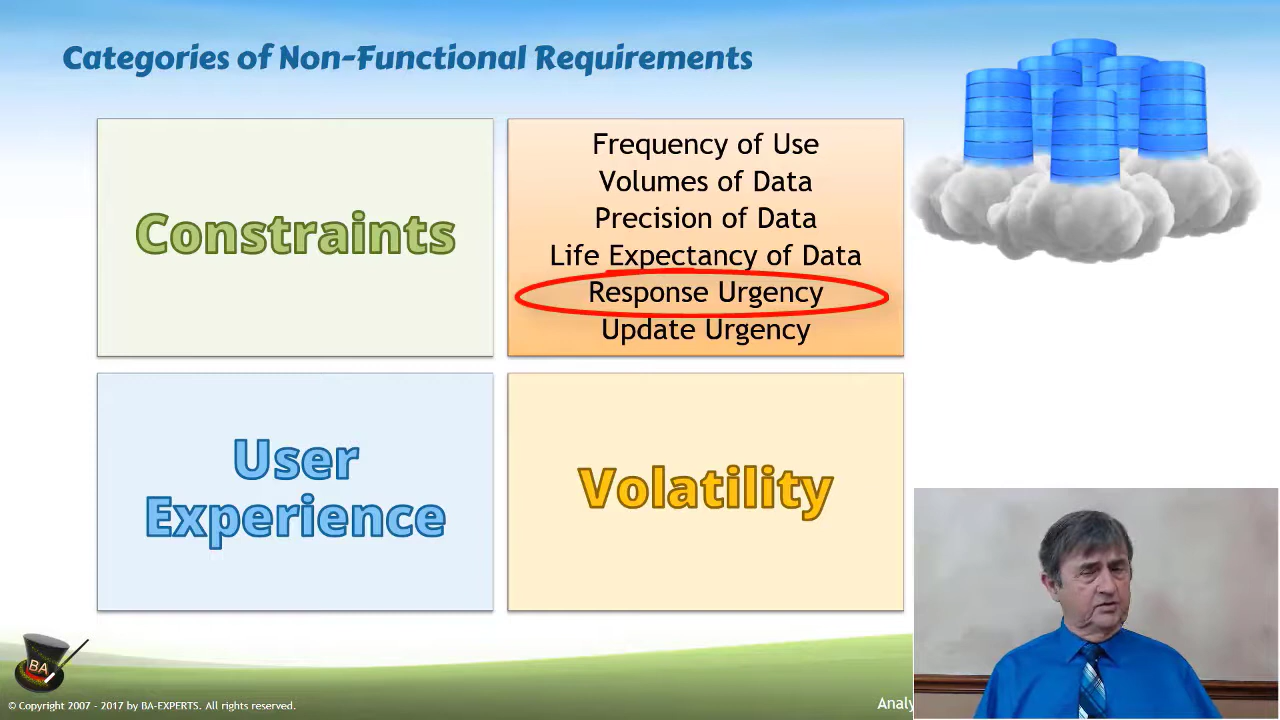 Categories of Non-Functional Requirements
Constraints
Frequency of Use
Volumes of Data
Precision of Data
Life Expectancy of Data
Response Urgency
Update Urgency
User
Experience
Volatility
BA
© Copyright 2007 - 2017 by BA-EXPERTS. All rights reserved.
Analy